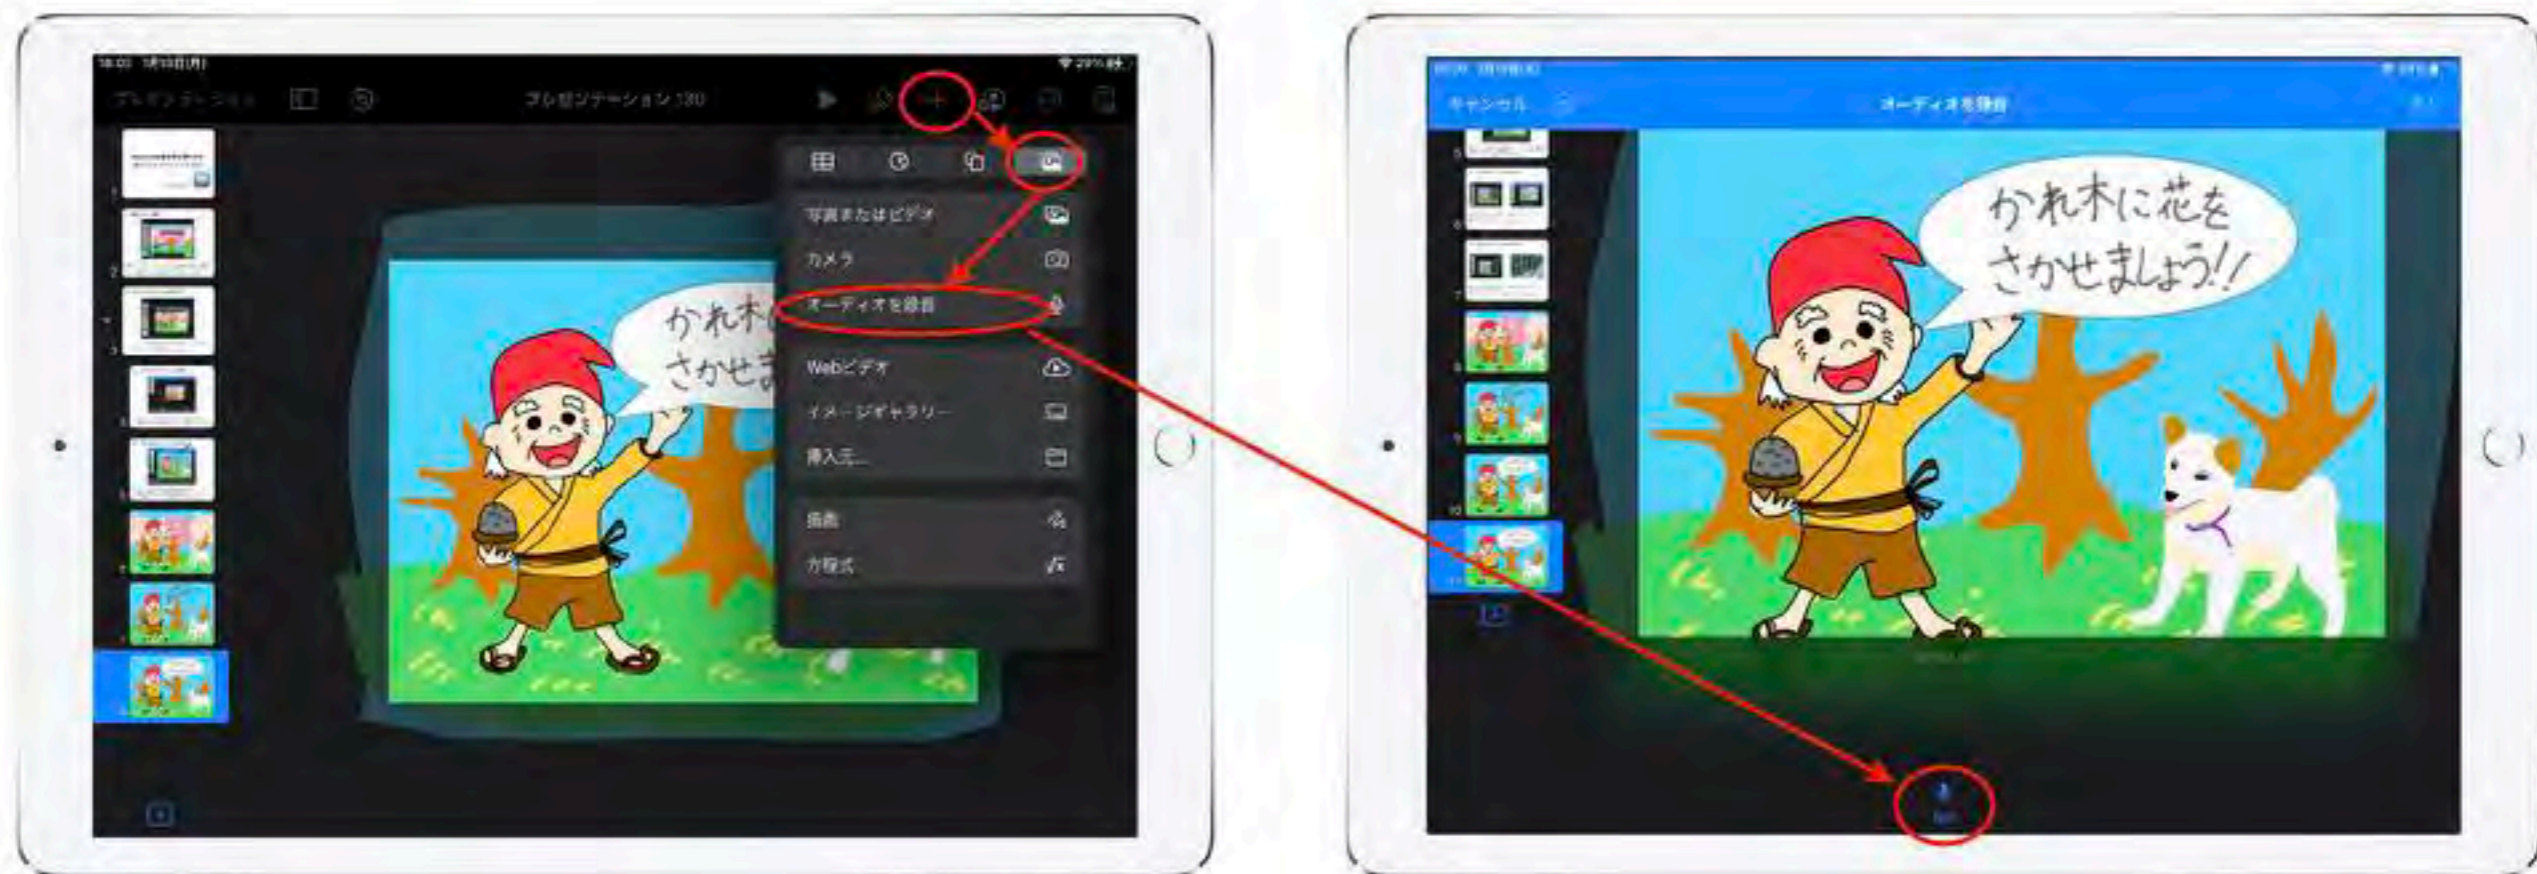 プレゼンテーション
プレゼンテーション 130
写真またはビデオ
カメラ
オーディオを録音
Webビデオ
イメージギャラリー
挿入元...
描画
方程式
かれ木
さかせま
キャンセル
オーディオを録音
かれ木に花を
さかせましょう!!